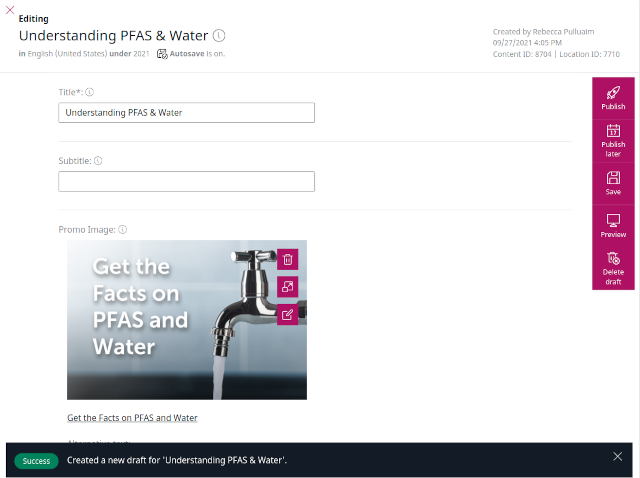 Editing
Understanding PFAS & Water
in English (United States) under 2021 Autosave is on.
Created by Rebecca Pulluaim
09/27/2021 4:05 PM
Content ID: 8704 | Location ID: 7710
Title*:
Understanding PFAS & Water
Subtitle:
Promo Image:
Get the
Facts on
PFAS and
Water
Get the Facts on PFAS and Water
Publish
17
Publish
later
Save
Preview
Delete
draft
Success
Created a new draft for 'Understanding PFAS & Water'.